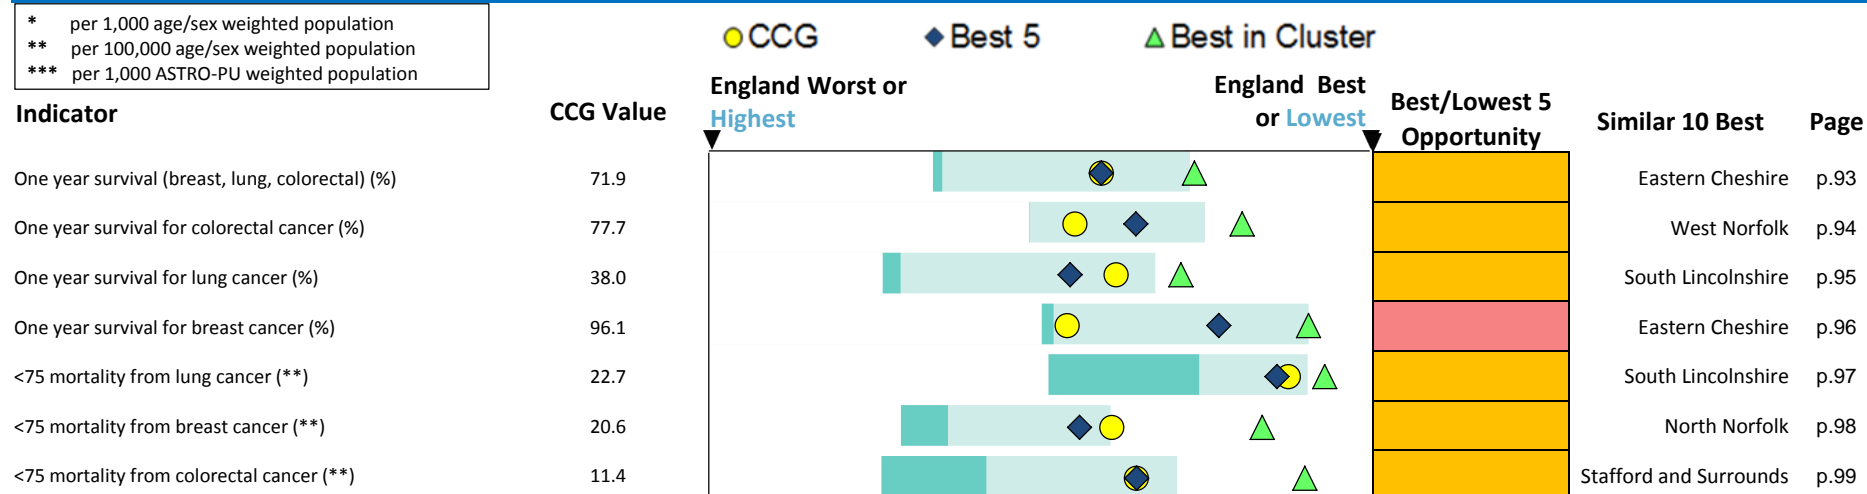 * per 1,000 age/sex weighted population
** per 100,000 age/sex weighted population
*** per 1,000 ASTRO-PU weighted population
CCG Best 5 Best in Cluster
England Worst or England Best Best/Lowest 5
Highest or Lowest Opportunity
Indicator CCG Value Similar 10 Best Page
One year survival (breast, lung, colorectal) (%) 71.9 Eastern Cheshire p.93
One year survival for colorectal cancer (%) 77.7 West Norfolk p.94
One year survival for lung cancer (%) 38.0 South Lincolnshire p.95
One year survival for breast cancer (%) 96.1 Eastern Cheshire p.96
<75 mortality from lung cancer (**) 22.7 South Lincolnshire p.97
<75 mortality from breast cancer (**) 20.6 North Norfolk p.98
<75 mortality from colorectal cancer (**) 11.4 Stafford and Surrounds p.99